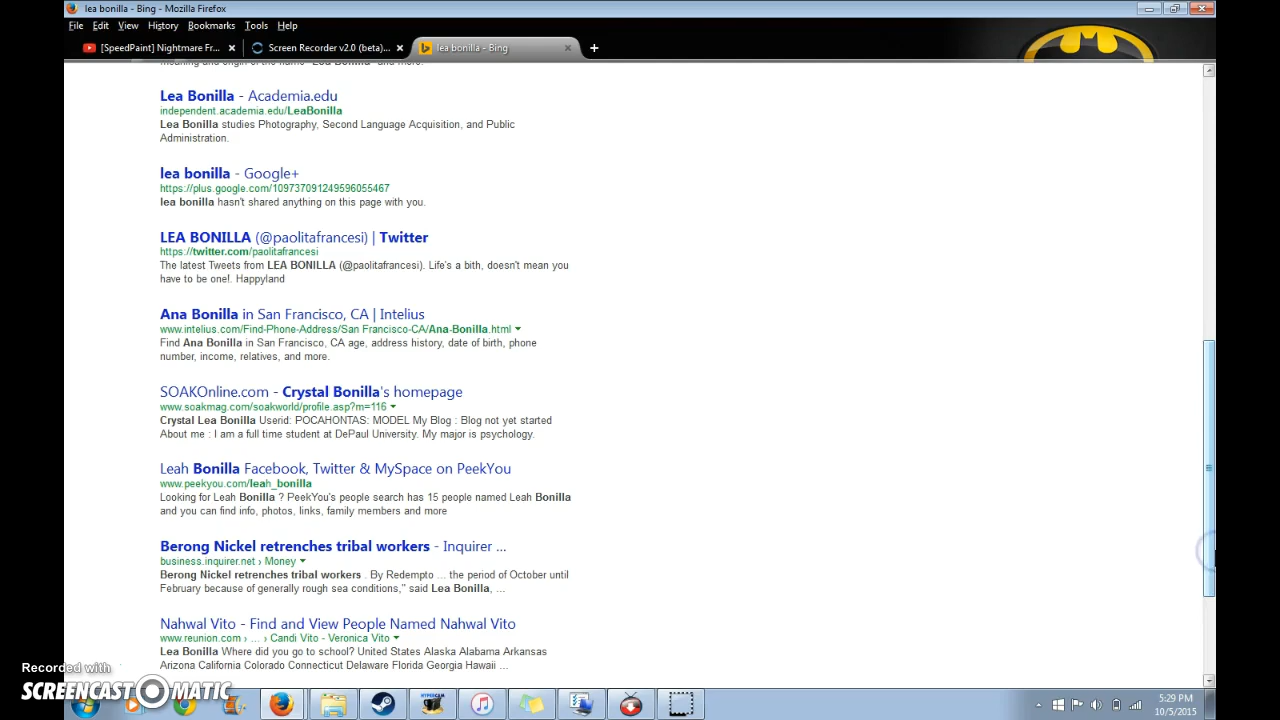 lea bonilla - Bing - Mozilla Firefox
File Edit View History Bookmarks Tools Help
[SpeedPaint] Nightmare Fr... Screen Recorder v2.0 (beta)... lea bonilla - Bing
meaning and origin of the name "Lea Bonilla" and more.
Lea Bonilla - Academia.edu
independent.academia.edu/LeaBonilla
Lea Bonilla studies Photography, Second Language Acquisition, and Public
Administration.
lea bonilla - Google+
https://plus.google.com/109737091249596055467
lea bonilla hasn't shared anything on this page with you.
LEA BONILLA (@paolitafrancesi) | Twitter
https://twitter.com/paolitafrancesi
The latest Tweets from LEA BONILLA (@paolitafrancesi). Life's a bith, doesn't mean you
have to be one!. Happyland
Ana Bonilla in San Francisco, CA | Intelius
www.intelius.com/Find-Phone-Address/San Francisco-CA/Ana-Bonilla.html
Find Ana Bonilla in San Francisco, CA age, address history, date of birth, phone
number, income, relatives, and more.
SOAKOnline.com - Crystal Bonilla's homepage
www.soakmag.com/soakworld/profile.asp?m=116
Crystal Lea Bonilla Userid: POCAHONTAS: MODEL My Blog : Blog not yet started
About me : I am a full time student at DePaul University. My major is psychology.
Leah Bonilla Facebook, Twitter & MySpace on PeekYou
www.peekyou.com/leah_bonilla
Looking for Leah Bonilla ? PeekYou's people search has 15 people named Leah Bonilla
and you can find info, photos, links, family members and more
Berong Nickel retrenches tribal workers - Inquirer ...
business.inquirer.net › Money
Berong Nickel retrenches tribal workers . By Redempto ... the period of October until
February because of generally rough sea conditions," said Lea Bonilla, ...
Nahwal Vito - Find and View People Named Nahwal Vito
www.reunion.com › ... › Candi Vito - Veronica Vito
Lea Bonilla Where did you go to school? United States Alaska Alabama Arkansas
Arizona California Colorado Connecticut Delaware Florida Georgia Hawaii ...
Recorded with
SCREENCAST-O-MATIC
5:29 PM
10/5/2015